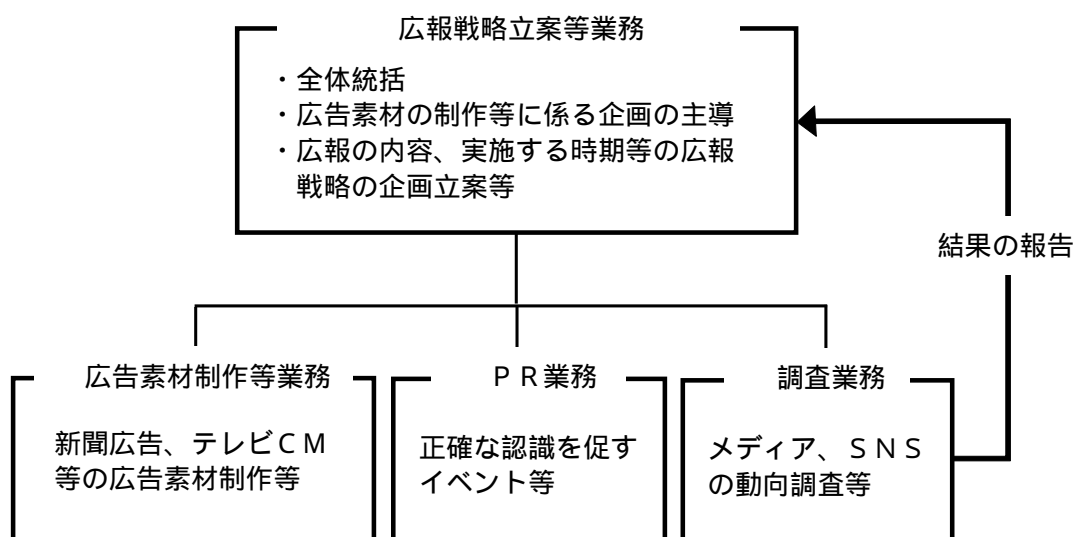 広報戦略立案等業務
・全体統括
・広告素材の制作等に係る企画の主導
・広報の内容、実施する時期等の広報
戦略の企画立案等
結果の報告
広告素材制作等業務
新聞広告、テレビCM
等の広告素材制作等
PR業務
正確な認識を促す
イベント等
調査業務
メディア、SNS
の動向調査等